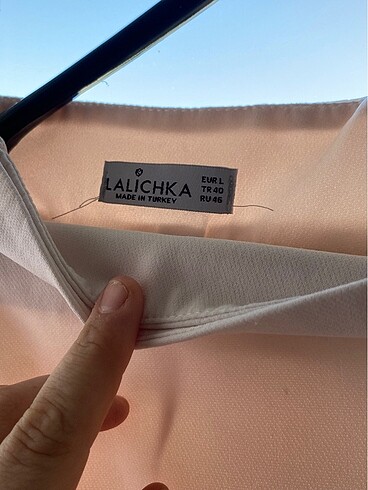 LALICHKA
MADE IN TURKEY
EUR L
TR 40
RU 46